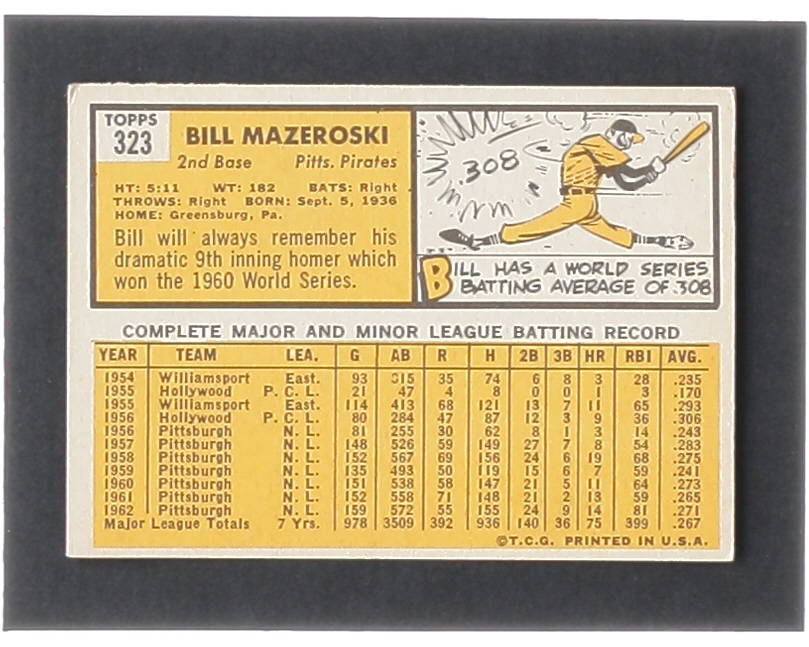 TOPPS
323
BILL MAZEROSKI
2nd Base Pitts. Pirates
HT: 5:11 WT: 182 BATS: Right
THROWS: Right BORN: Sept. 5, 1936
HOME: Greensburg, Pa.
Bill will always remember his
dramatic 9th inning homer which
won the 1960 World Series.
.308
BILL HAS A WORLD SERIES
BATTING AVERAGE OF .308
COMPLETE MAJOR AND MINOR LEAGUE BATTING RECORD
YEAR TEAM LEA. G AB R H 2B 3B HR RBI AVG.
1954 Williamsport East. 93 315 35 74 6 8 3 28 .235
1955 Hollywood P. C. L. 21 47 4 8 0 0 1 3 .170
1955 Williamsport East. 114 413 68 121 13 7 11 65 .293
1956 Hollywood P. C. L. 80 284 47 87 12 3 9 36 .306
1956 Pittsburgh N. L. 81 255 30 62 8 1 3 14 .243
1957 Pittsburgh N. L. 148 526 59 149 27 7 8 54 .283
1958 Pittsburgh N. L. 152 567 69 156 24 6 19 68 .275
1959 Pittsburgh N. L. 135 493 50 119 15 6 7 59 .241
1960 Pittsburgh N. L. 151 538 58 147 21 5 11 64 .273
1961 Pittsburgh N. L. 152 558 71 148 21 2 13 59 .265
1962 Pittsburgh N. L. 159 572 55 155 24 9 14 81 .271
Major League Totals 7 Yrs. 978 3509 392 936 140 36 75 399 .267
©T.C.G. PRINTED IN U.S.A.